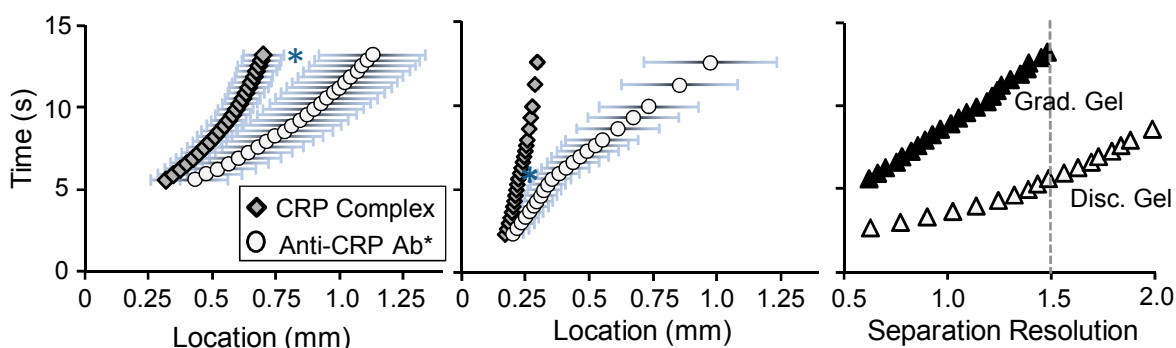 Time (s)
15
10
5
0
*
CRP Complex
Anti-CRP Ab*
0 0.25 0.5 0.75 1.0 1.25
Location (mm)
*
0 0.25 0.5 0.75 1.0 1.25
Location (mm)
Grad. Gel
Disc. Gel
0.5 1.0 1.5 2.0
Separation Resolution